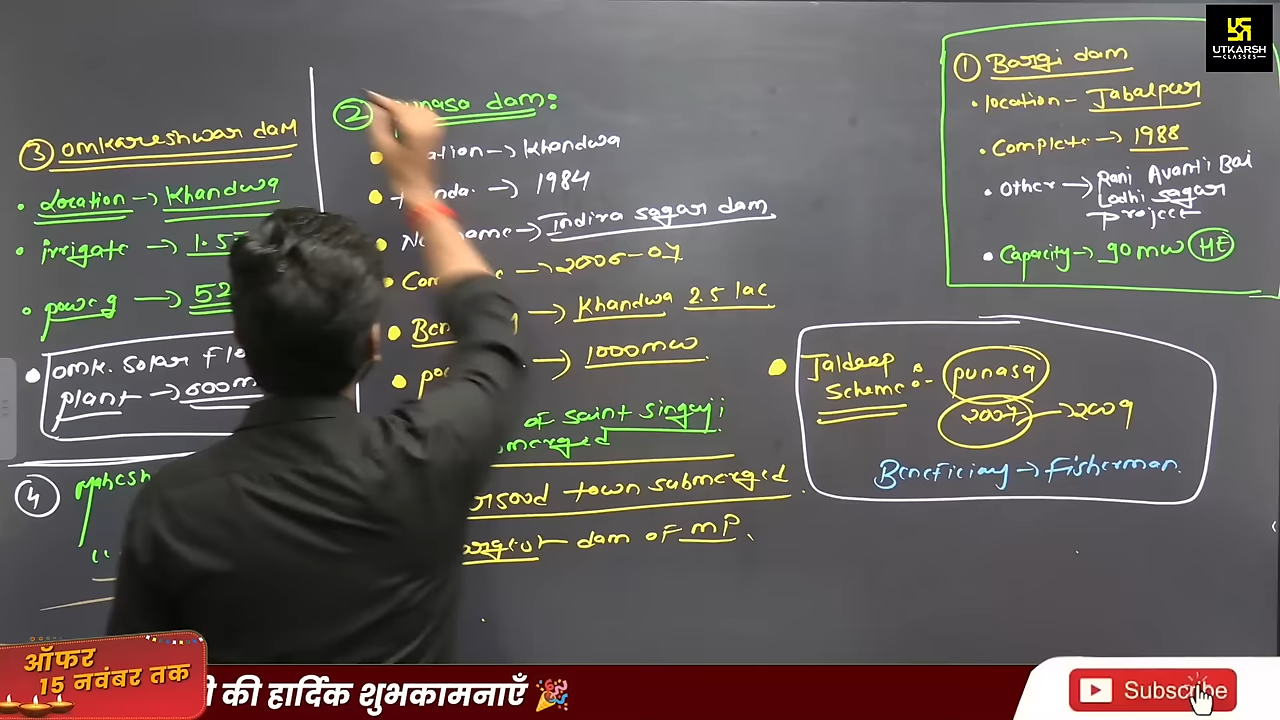 ① Bargi dam
• location - Jabalpur
• Complete → 1988
• Other → Rani Avanti Bai
Lodhi sagar
project
• Capacity → 90 mw HE
② Punasa dam:
→ Khandwa
→ 1984
name → Indira sagar dam
→ 2006-07
→ Khandwa 2.5 lac
→ 1000mw
of saint singaji
submerged
town submerged
dam of MP.
③ omkareshwar dam
• Location → Khandwa
• irrigate → 1.5
• power g → 52
• omk. solar
plant → 600m
④ Mahesh
• Jaldeep
Scheme :- punasa
2007 → 2009
Beneficiary → Fisherman.
UTKARSH
CLASSES
ऑफर
15 नवंबर तक
की हार्दिक शुभकामनाएँ
Subscribe